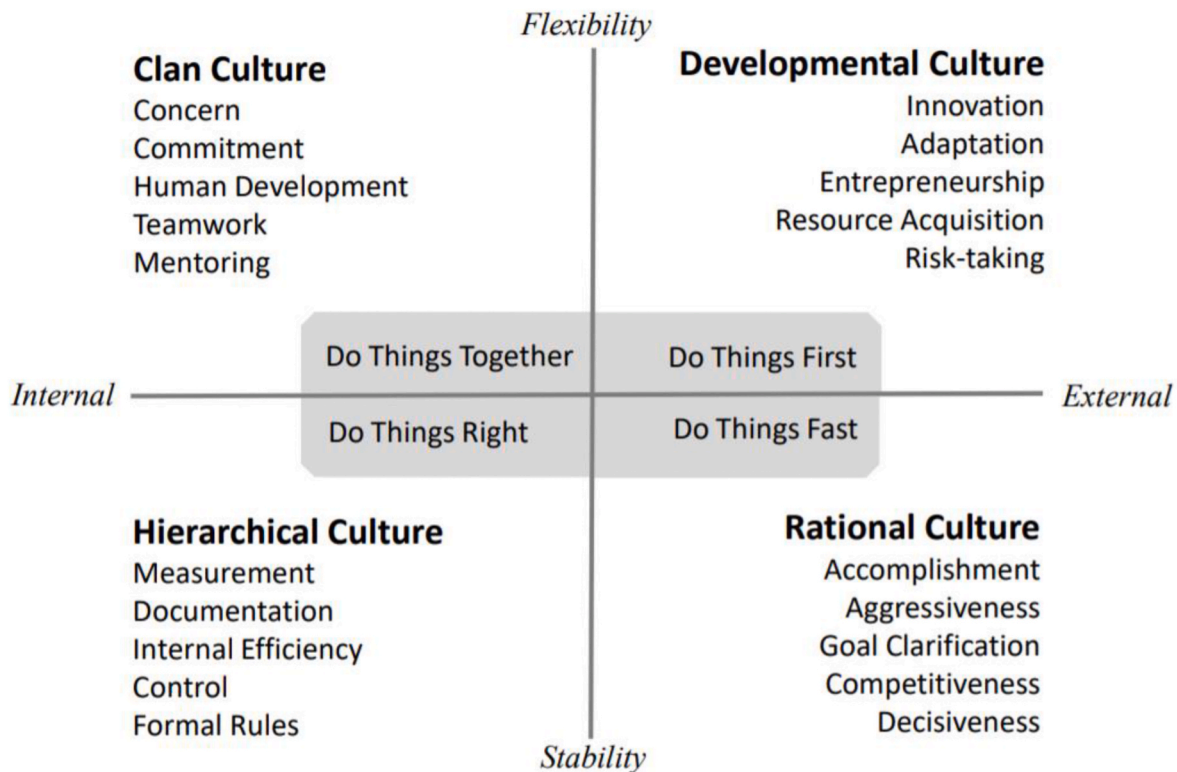 Flexibility
Clan Culture
Concern
Commitment
Human Development
Teamwork
Mentoring
Developmental Culture
Innovation
Adaptation
Entrepreneurship
Resource Acquisition
Risk-taking
Do Things Together
Do Things First
Internal
External
Do Things Right
Do Things Fast
Hierarchical Culture
Measurement
Documentation
Internal Efficiency
Control
Formal Rules
Rational Culture
Accomplishment
Aggressiveness
Goal Clarification
Competitiveness
Decisiveness
Stability